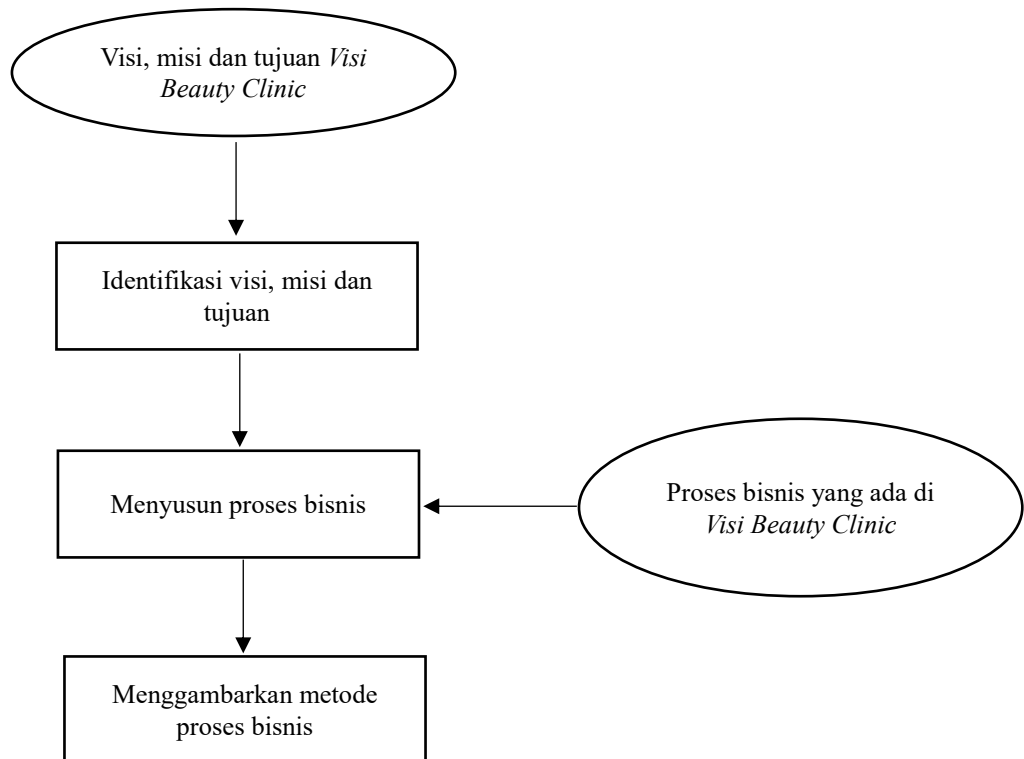 Visi, misi dan tujuan Visi
Beauty Clinic
Identifikasi visi, misi dan
tujuan
Menyusun proses bisnis
Proses bisnis yang ada di
Visi Beauty Clinic
Menggambarkan metode
proses bisnis